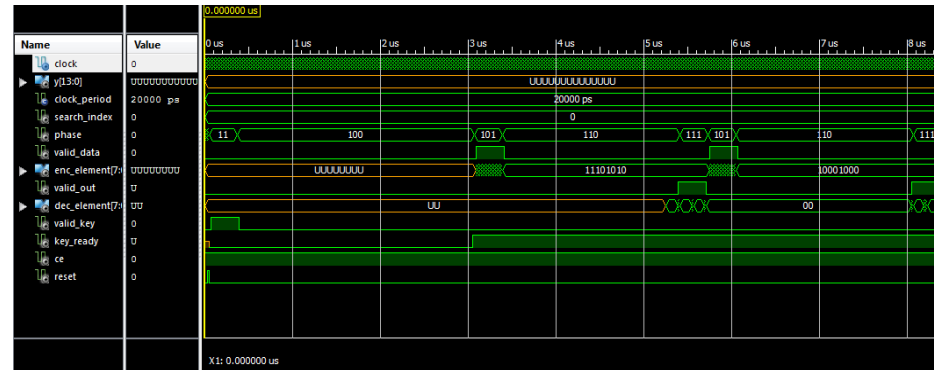 0.000000 us
Name Value 0 us 1 us 2 us 3 us 4 us 5 us 6 us 7 us 8 us
clock 0
y[13:0] UUUUUUUUUUU UUUUUUUUUUUUUU
clock_period 20000 ps 20000 ps
search_index 0 0
phase 0 11 100 101 110 111 101 110 111
valid_data 0
enc_element[7: UUUUUUUU UUUUUUUU 11101010 10001000
valid_out U
dec_element[7: UU UU 00
valid_key 0
key_ready U
ce 0
reset 0
X1: 0.000000 us